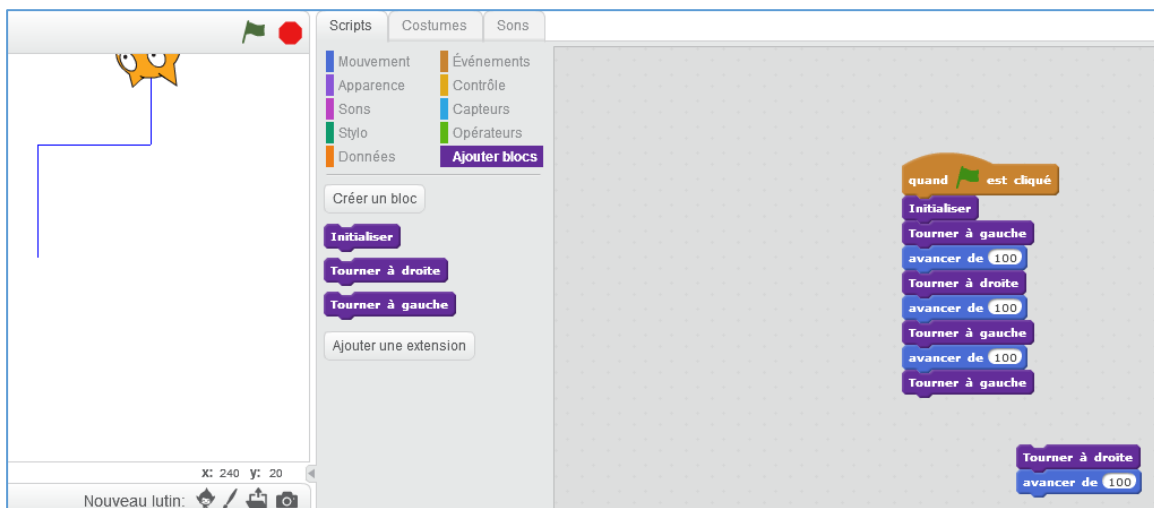 Scripts Costumes Sons
Mouvement Événements
Apparence Contrôle
Sons Capteurs
Stylo Opérateurs
Données Ajouter blocs
Créer un bloc
Initialiser
Tourner à droite
Tourner à gauche
Ajouter une extension
x: 240 y: 20
Nouveau lutin:
quand est cliqué
Initialiser
Tourner à gauche
avancer de 100
Tourner à droite
avancer de 100
Tourner à gauche
avancer de 100
Tourner à gauche
Tourner à droite
avancer de 100